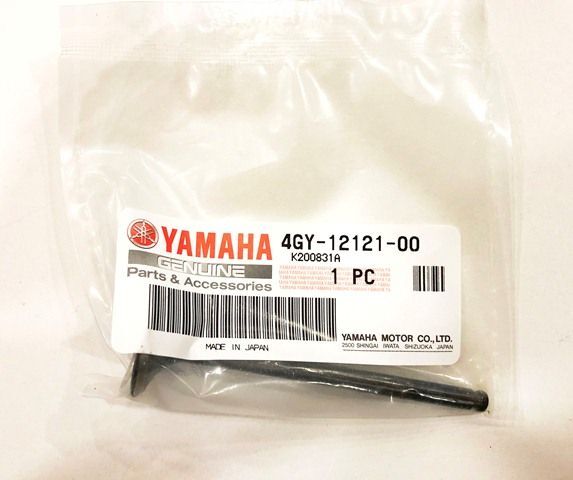 YAMAHA
GENUINE
Parts & Accessories
4GY-12121-00
K200831A
1 PC
MADE IN JAPAN
YAMAHA MOTOR CO.,LTD.
2500 SHINGAI IWATA, SHIZUOKA JAPAN